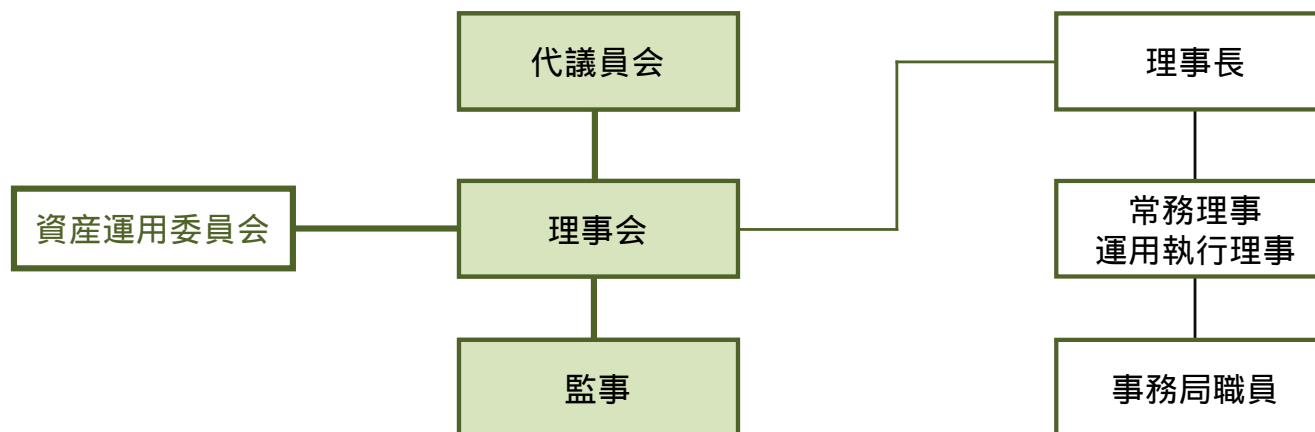 代議員会
理事長
資産運用委員会
理事会
常務理事
運用執行理事
監事
事務局職員